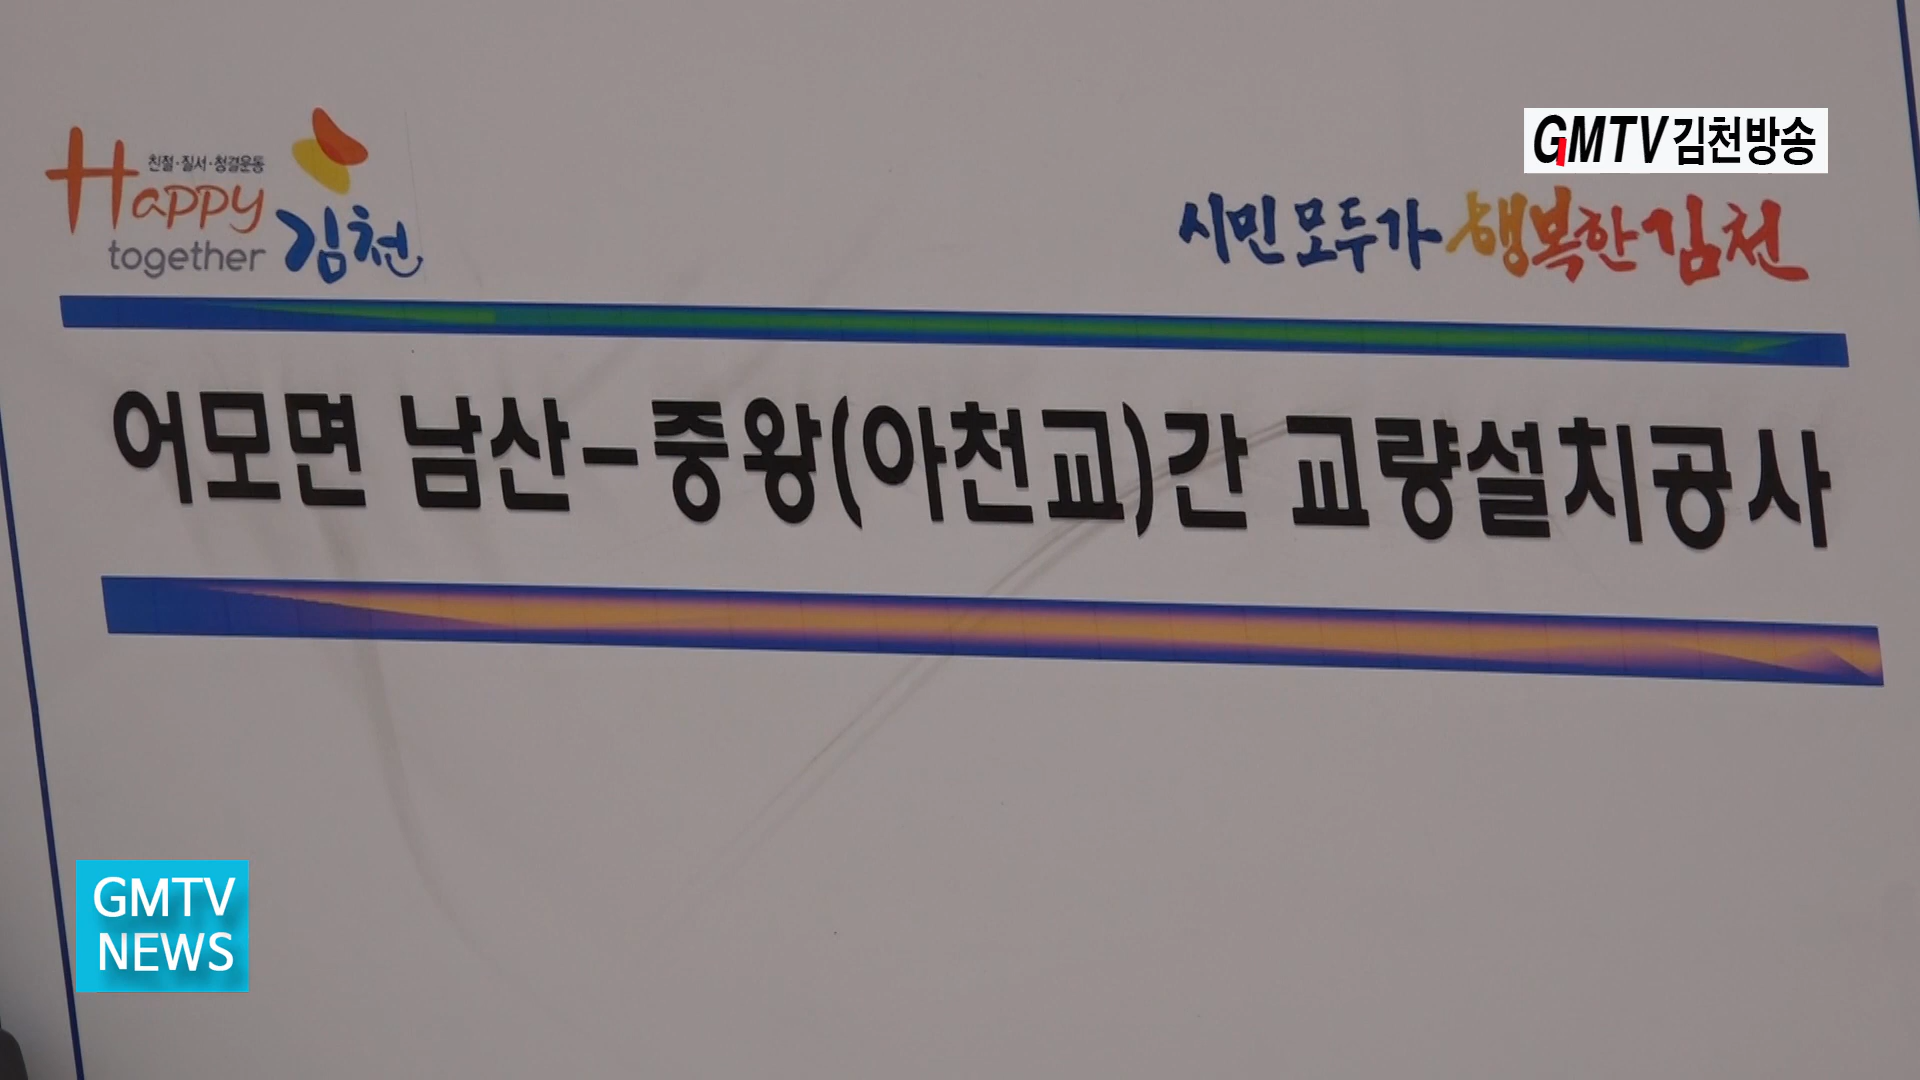 GMTV김천방송
친절·질서·청결운동
Happy
together 김천
시민 모두가 행복한 김천
어모면 남산-중왕(아천교)간 교량설치공사
GMTV
NEWS